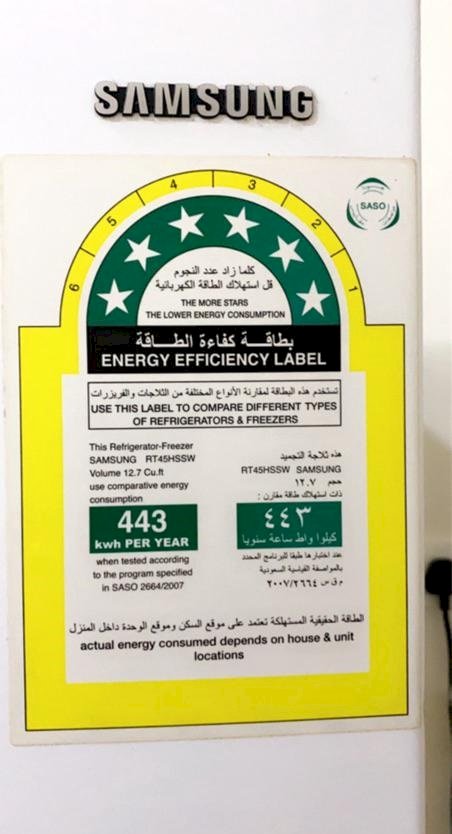 SAMSUNG
SASO
6 5 4 3 2 1
كلما زاد عدد النجوم
قل استهلاك الطاقة الكهربائية
THE MORE STARS
THE LOWER ENERGY CONSUMPTION
بطاقـــة كفاءة الطـــاقة
ENERGY EFFICIENCY LABEL
تستخدم هذه البطاقة لمقارنة الأنواع المختلفة من الثلاجات والفريزرات
USE THIS LABEL TO COMPARE DIFFERENT TYPES
OF REFRIGERATORS & FREEZERS
This Refrigerator-Freezer
SAMSUNG RT45HSSW
Volume 12.7 Cu.ft
use comparative energy
consumption
443
kwh PER YEAR
when tested according
to the program specified
in SASO 2664/2007
هذه ثلاجة التجميد
RT45HSSW SAMSUNG
حجم ١٢.٧
ذات استهلاك طاقة مقارن :
٤٤٣
كيلوا واط ساعة سنويا
عند اختبارها طبقا للبرنامج المحدد
بالمواصفة القياسية السعودية
م ق س ٢٠٠٧/٢٦٦٤
الطاقة الحقيقية المستهلكة تعتمد على موقع السكن وموقع الوحدة داخل المنزل
actual energy consumed depends on house & unit
locations